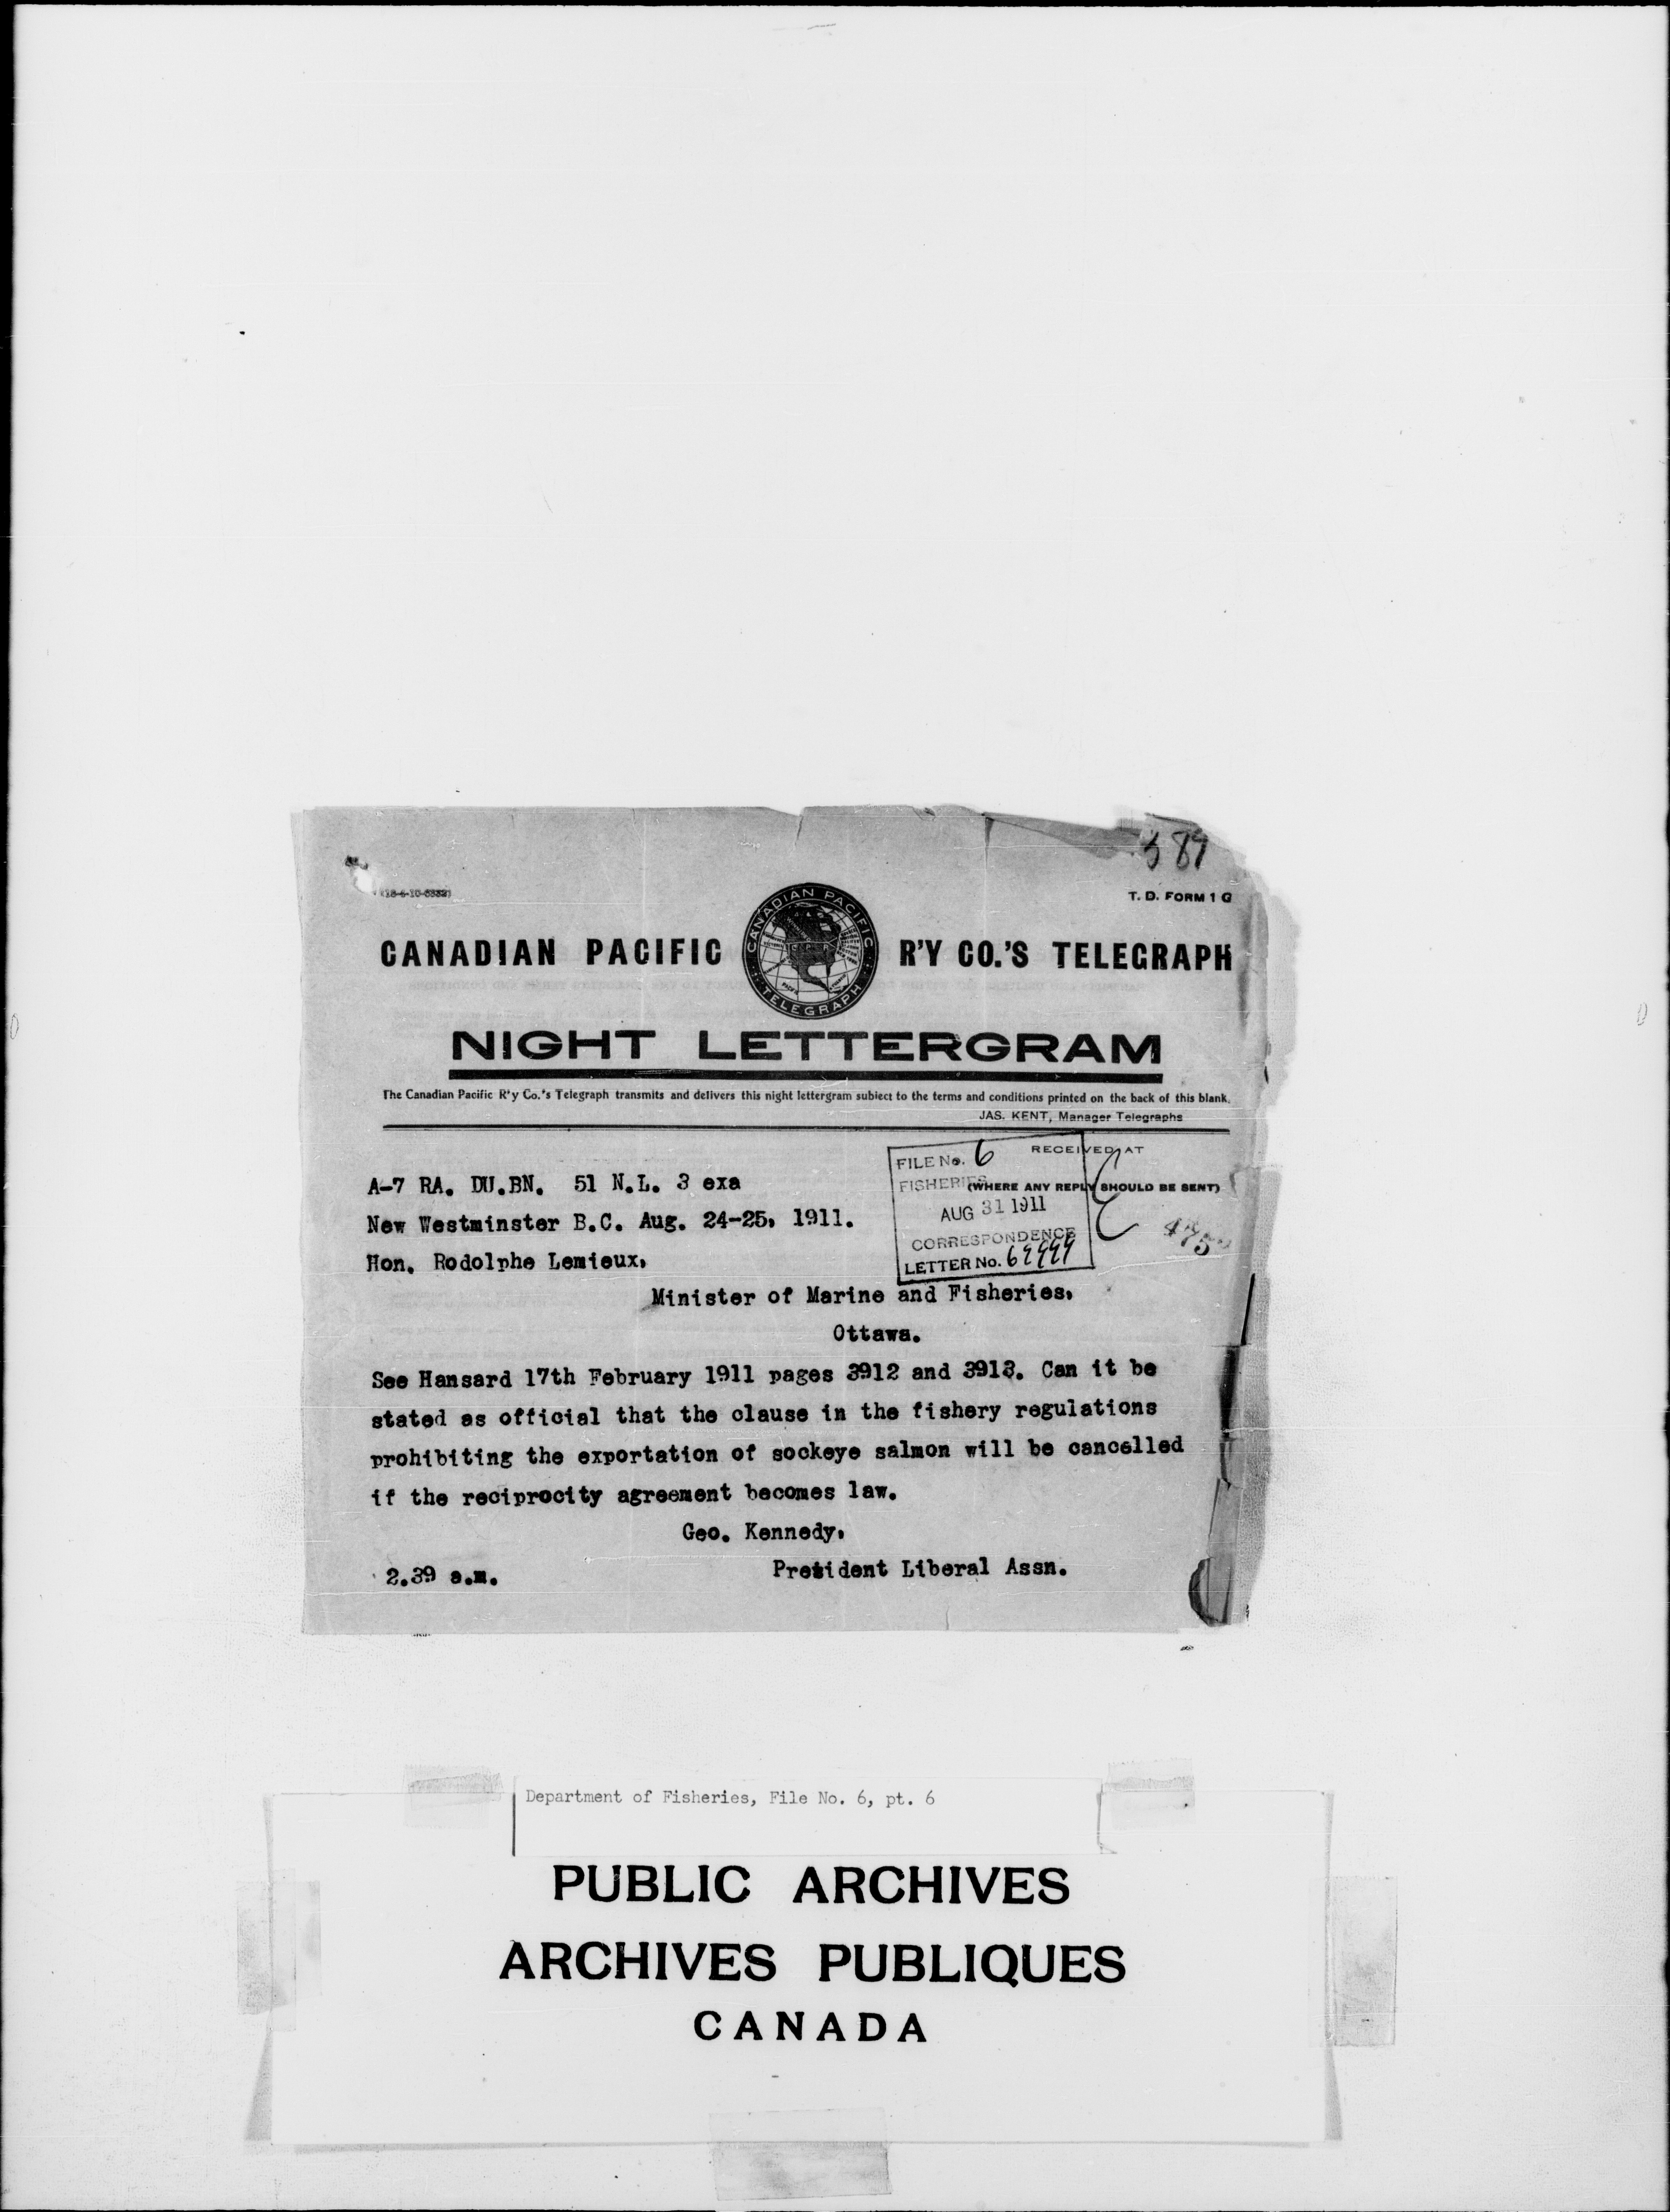 389
T. D. FORM 1 G
CANADIAN PACIFIC R'Y CO.'S TELEGRAPH
CANADIAN PACIFIC TELEGRAPH
NIGHT LETTERGRAM
The Canadian Pacific R'y Co.'s Telegraph transmits and delivers this night lettergram subject to the terms and conditions printed on the back of this blank.
JAS. KENT, Manager Telegraphs
RECEIVED AT
(WHERE ANY REPLY SHOULD BE SENT)
FILE No. 6
FISHERIES
AUG 31 1911
CORRESPONDENCE
LETTER No.
A-7 RA. DU.BN. 51 N.L. 3 exa
New Westminster B.C. Aug. 24-25, 1911.
Hon. Rodolphe Lemieux,
Minister of Marine and Fisheries,
Ottawa.
See Hansard 17th February 1911 pages 3912 and 3913. Can it be
stated as official that the clause in the fishery regulations
prohibiting the exportation of sockeye salmon will be cancelled
if the reciprocity agreement becomes law.
Geo. Kennedy,
2.39 a.m. President Liberal Assn.
Department of Fisheries, File No. 6, pt. 6
PUBLIC ARCHIVES
ARCHIVES PUBLIQUES
CANADA